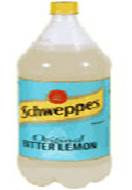 Schweppes
Original
BITTER LEMON